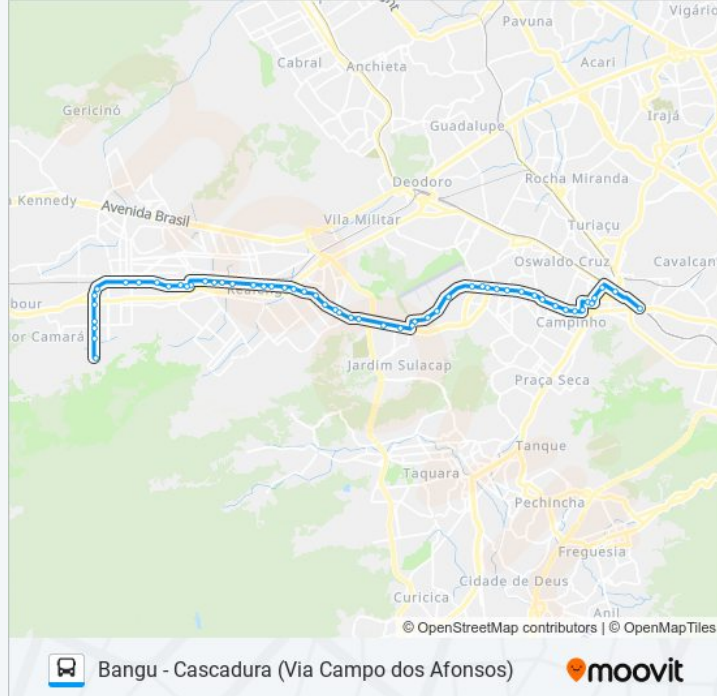 Pavuna
Vigário
Cabral
Anchieta
Acari
Gericinó
Irajá
Guadalupe
Deodoro
Rocha Miranda
Kennedy
Avenida Brasil
Vila Militar
Turiaçu
Oswaldo Cruz
Cavalcan
Realengo
bour
Campinho
or Camará
Jardim Sulacap
Praça Seca
Tanque
Taquara
Pechincha
Freguesia
Cidade de Deus
Curicica
Anil
© OpenStreetMap contributors | © OpenMapTiles
Bangu - Cascadura (Via Campo dos Afonsos)
moovit